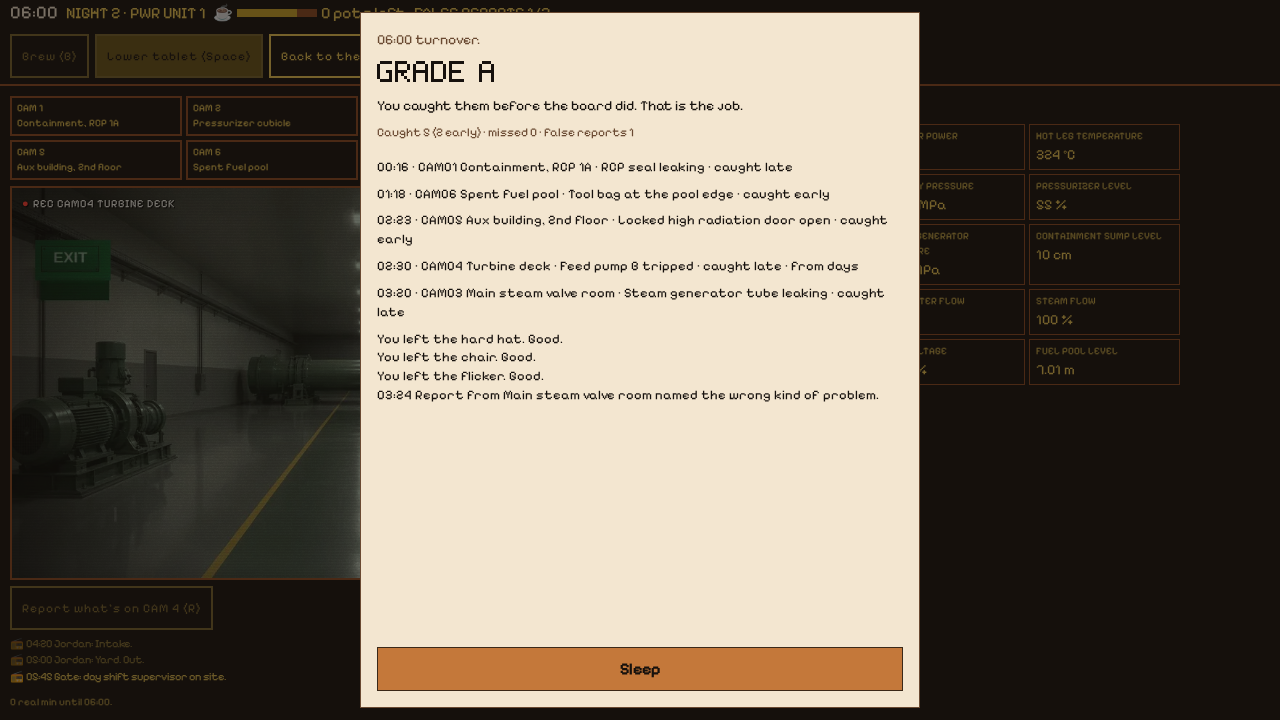 06:00 NIGHT 2 · PWR UNIT 1
Brew (B)
Lower tablet (Space)
Back to the
CAM 1
Containment, RCP 1A
CAM 2
Pressurizer cubicle
CAM 5
Aux building, 2nd floor
CAM 6
Spent fuel pool
REC CAM04 TURBINE DECK
EXIT
Report what's on CAM 4 (R)
04:20 Jordan: Intake.
05:00 Jordan: Yard. Out.
05:45 Gate: day shift supervisor on site.
0 real min until 06:00.
06:00 turnover.
GRADE A
You caught them before the board did. That is the job.
Caught 5 (2 early) · missed 0 · false reports 1
00:16 · CAM01 Containment, RCP 1A · RCP seal leaking · caught late
01:18 · CAM06 Spent fuel pool · Tool bag at the pool edge · caught early
02:23 · CAM05 Aux building, 2nd floor · Locked high radiation door open · caught
early
02:30 · CAM04 Turbine deck · Feed pump B tripped · caught late · from days
03:20 · CAM03 Main steam valve room · Steam generator tube leaking · caught
late
You left the hard hat. Good.
You left the chair. Good.
You left the flicker. Good.
03:24 Report from Main steam valve room named the wrong kind of problem.
Sleep
POWER
HOT LEG TEMPERATURE
324 °C
PRESSURE
MPa
PRESSURIZER LEVEL
55 %
CONTAINMENT SUMP LEVEL
10 cm
FLOW
STEAM FLOW
100 %
%
FUEL POOL LEVEL
7.01 m